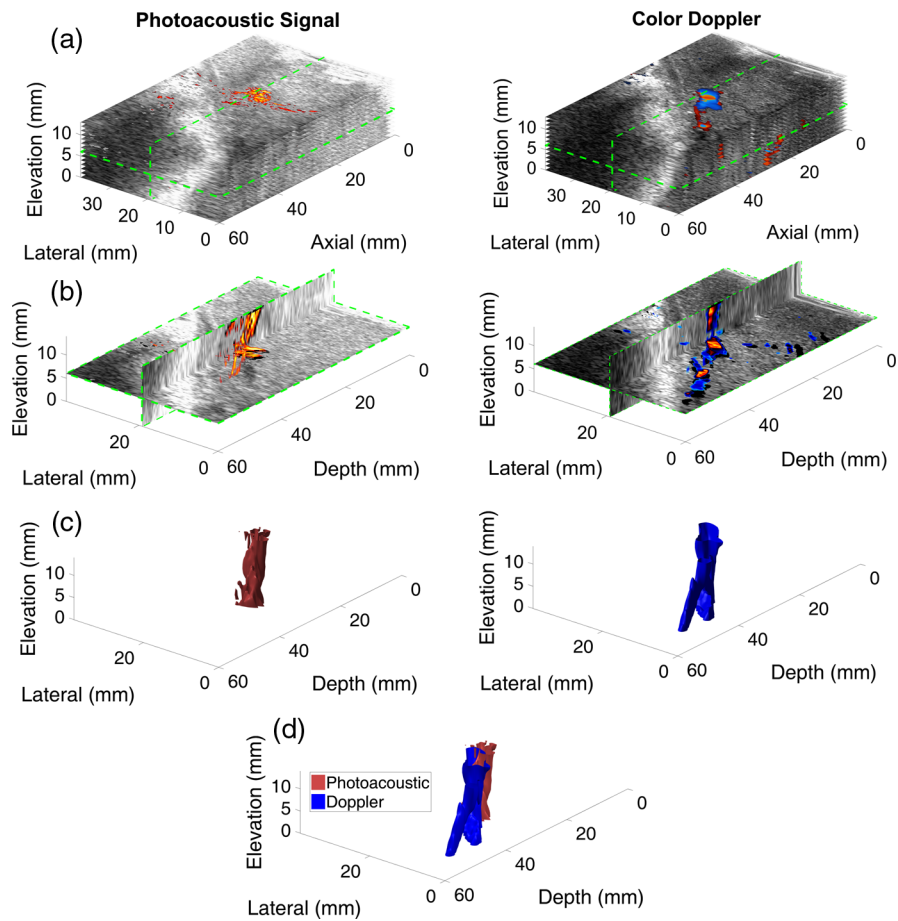 Photoacoustic Signal
Color Doppler
(a)
Elevation (mm)
10
5
0
30
20
10
0
Lateral (mm)
60
40
20
0
Axial (mm)
Elevation (mm)
10
5
0
30
20
10
0
Lateral (mm)
60
40
20
0
Axial (mm)
(b)
Elevation (mm)
10
5
0
20
0
Lateral (mm)
60
40
20
0
Depth (mm)
Elevation (mm)
10
5
0
20
0
Lateral (mm)
60
40
20
0
Depth (mm)
(c)
Elevation (mm)
10
5
0
20
0
Lateral (mm)
60
40
20
0
Depth (mm)
Elevation (mm)
10
5
0
20
0
Lateral (mm)
60
40
20
0
Depth (mm)
(d)
Elevation (mm)
10
5
0
Photoacoustic
Doppler
20
0
Lateral (mm)
60
40
20
0
Depth (mm)